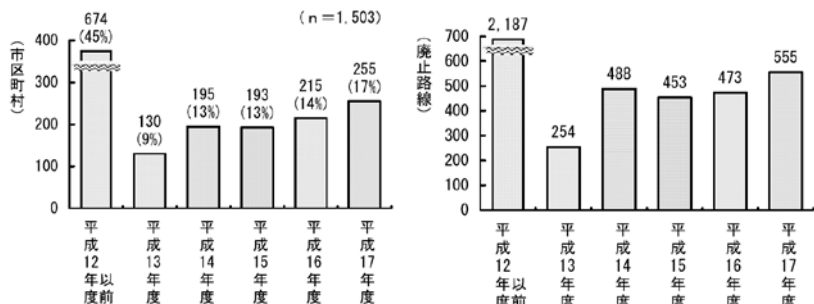 (n=1,503)
(市区町村)
400
300
200
100
0
674
(45%)
130
(9%)
195
(13%)
193
(13%)
215
(14%)
255
(17%)
平成12年度以前
平成13年度
平成14年度
平成15年度
平成16年度
平成17年度
(廃止路線)
700
600
500
400
300
200
100
0
2,187
254
488
453
473
555
平成12年度以前
平成13年度
平成14年度
平成15年度
平成16年度
平成17年度